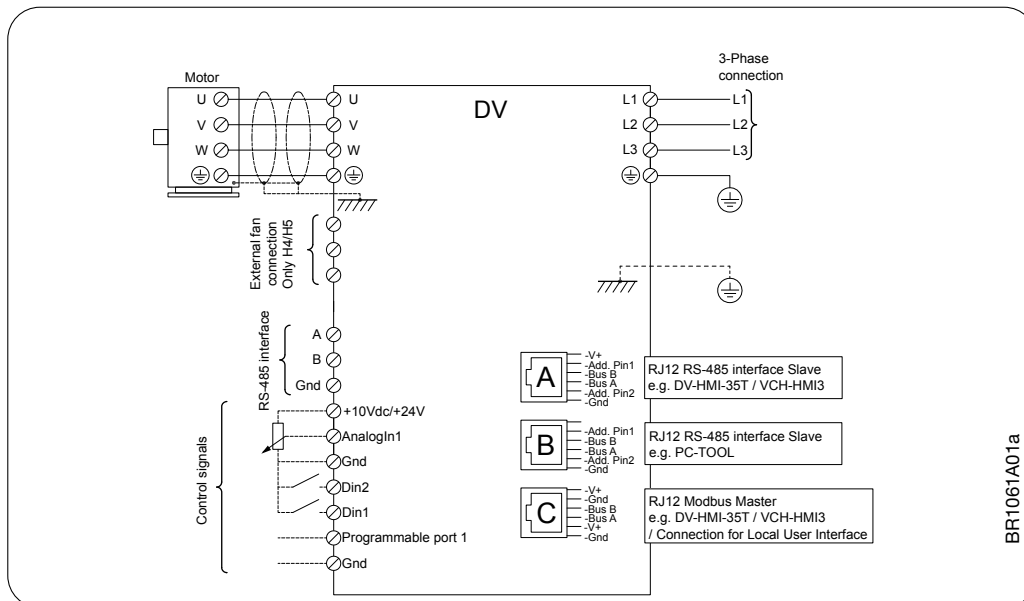 Motor
U
V
W
U
V
W
DV
3-Phase
connection
L1
L2
L3
L1
L2
L3
External fan
connection
Only H4/H5
RS-485 interface
A
B
Gnd
Control signals
+10Vdc/+24V
AnalogIn1
Gnd
Din2
Din1
Programmable port 1
Gnd
A
-V+
-Add. Pin1
-Bus B
-Bus A
-Add. Pin2
-Gnd
RJ12 RS-485 interface Slave
e.g. DV-HMI-35T / VCH-HMI3
B
-Add. Pin1
-Bus B
-Bus A
-Add. Pin2
-Gnd
RJ12 RS-485 interface Slave
e.g. PC-TOOL
C
-V+
-Gnd
-Bus B
-Bus A
-V+
-Gnd
RJ12 Modbus Master
e.g. DV-HMI-35T / VCH-HMI3
/ Connection for Local User Interface
BR1061A01a